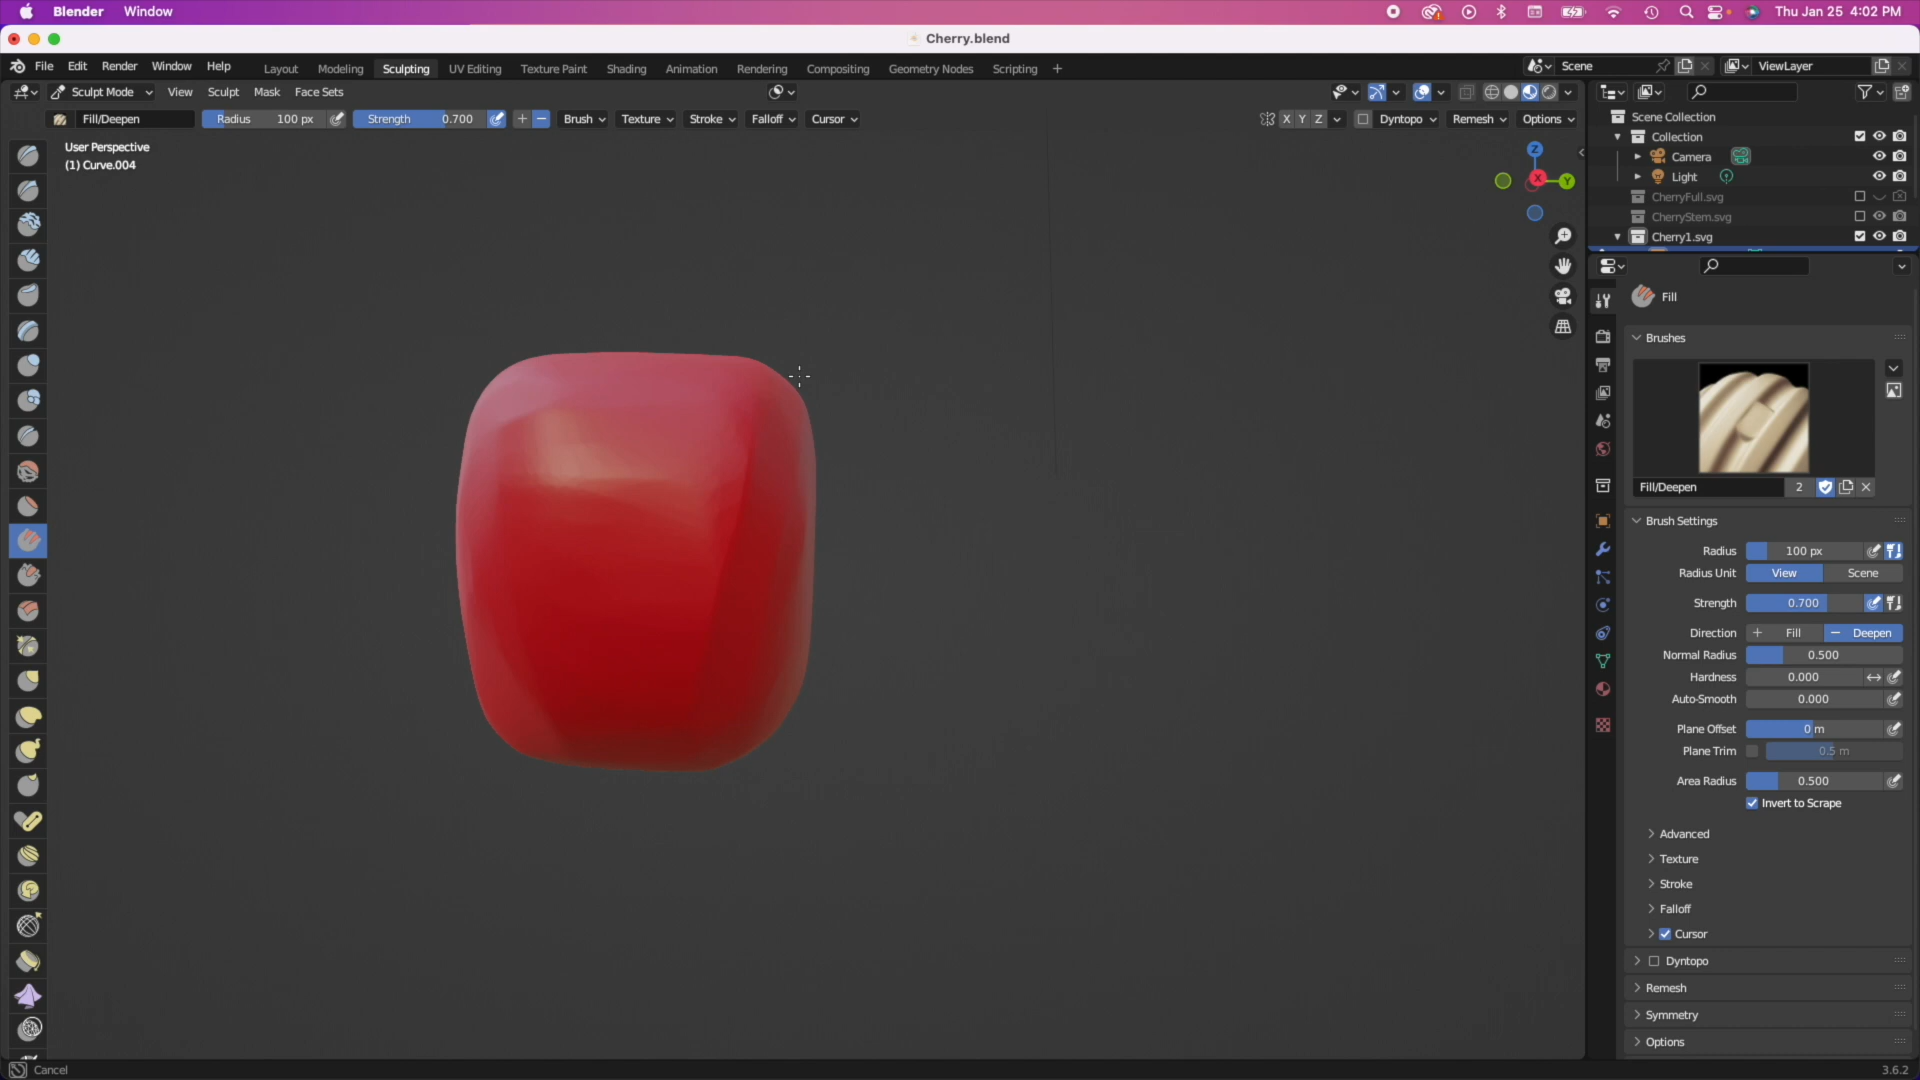 Blender Window Thu Jan 25 4:02 PM
Cherry.blend
File Edit Render Window Help Layout Modeling Sculpting UV Editing Texture Paint Shading Animation Rendering Compositing Geometry Nodes Scripting + Scene ViewLayer
Sculpt Mode View Sculpt Mask Face Sets
Fill/Deepen Radius 100 px Strength 0.700 + − Brush Texture Stroke Falloff Cursor X Y Z Dyntopo Remesh Options
User Perspective
(1) Curve.004
Z
X
Y
Scene Collection
Collection
Camera
Light
CherryFull.svg
CherryStem.svg
Cherry1.svg
Fill
Brushes
Fill/Deepen 2
Brush Settings
Radius 100 px
Radius Unit View Scene
Strength 0.700
Direction + Fill − Deepen
Normal Radius 0.500
Hardness 0.000
Auto-Smooth 0.000
Plane Offset 0 m
Plane Trim 0.5 m
Area Radius 0.500
Invert to Scrape
Advanced
Texture
Stroke
Falloff
Cursor
Dyntopo
Remesh
Symmetry
Options
Cancel 3.6.2